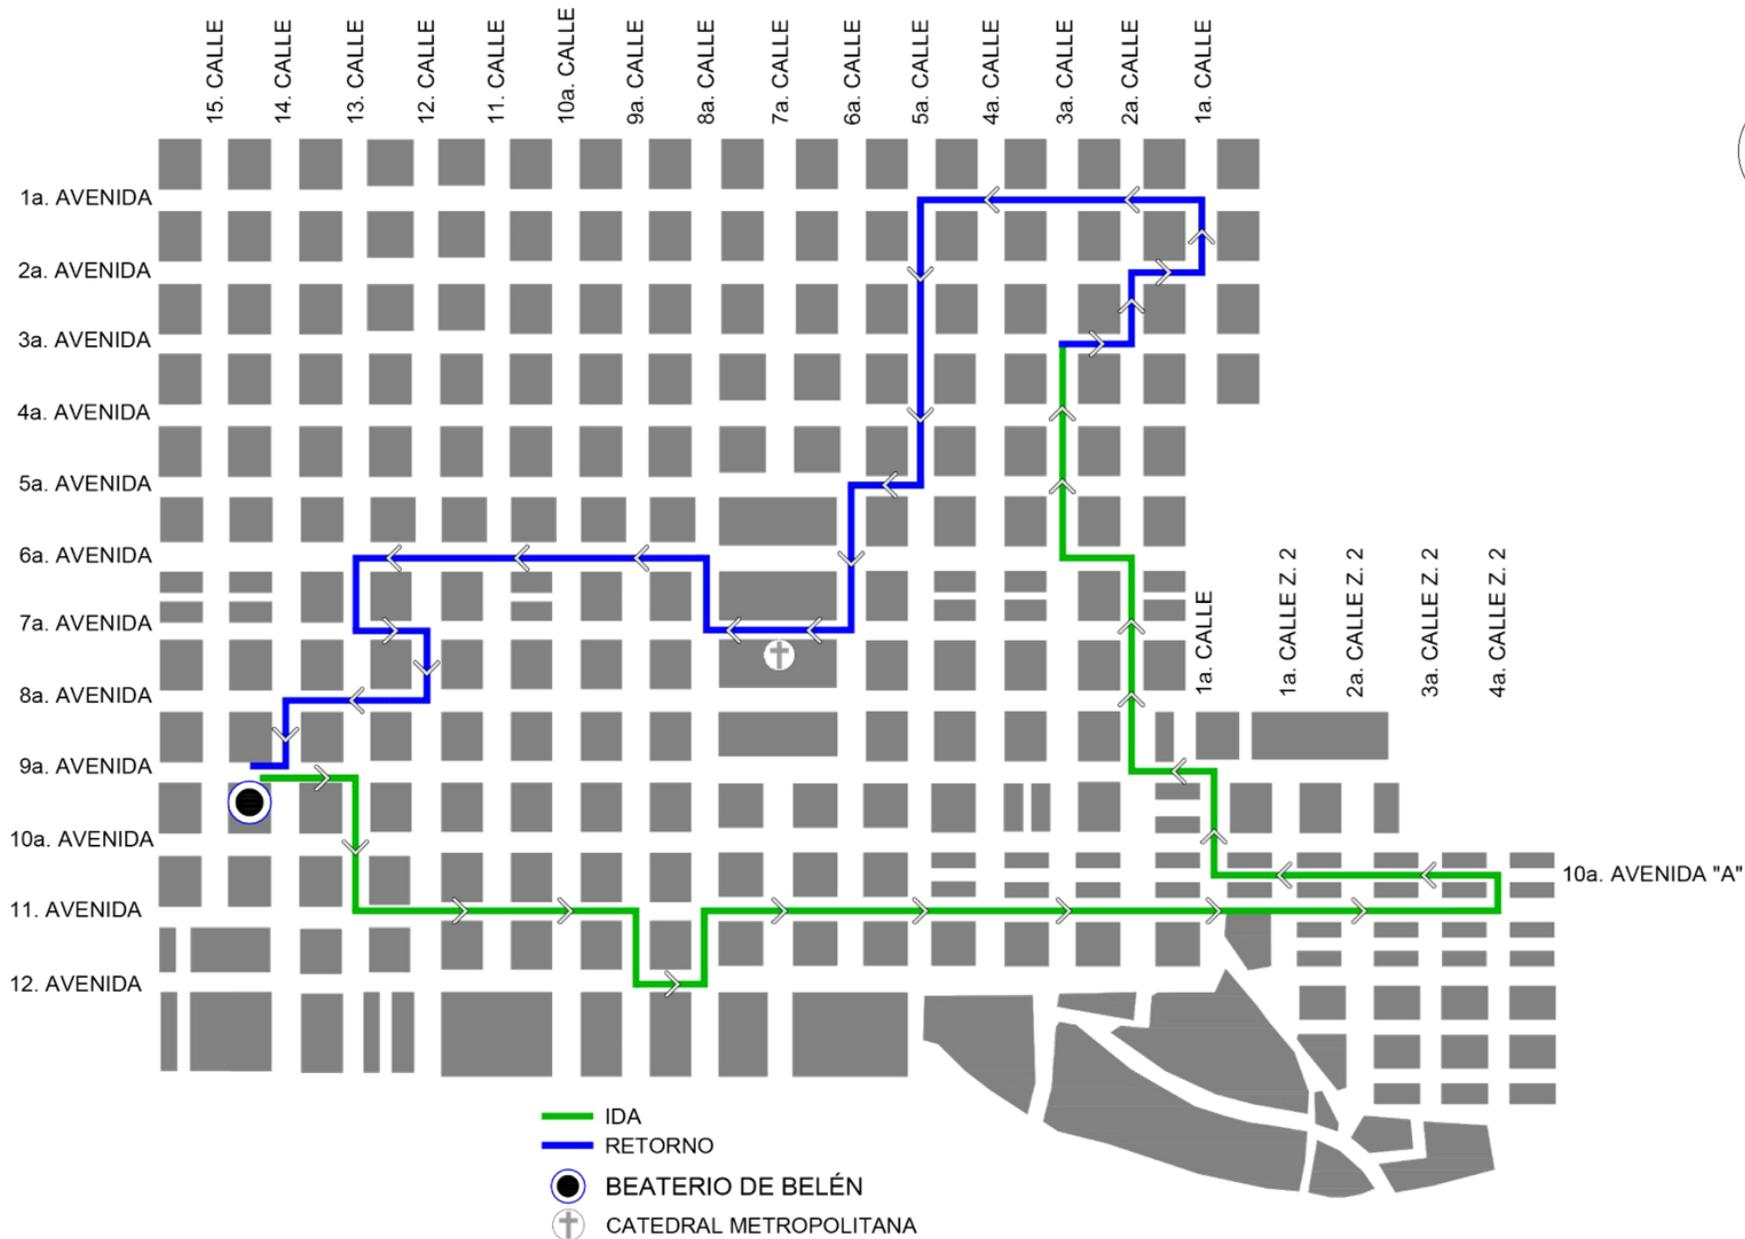 15. CALLE
14. CALLE
13. CALLE
12. CALLE
11. CALLE
10a. CALLE
9a. CALLE
8a. CALLE
7a. CALLE
6a. CALLE
5a. CALLE
4a. CALLE
3a. CALLE
2a. CALLE
1a. CALLE
1a. AVENIDA
2a. AVENIDA
3a. AVENIDA
4a. AVENIDA
5a. AVENIDA
6a. AVENIDA
7a. AVENIDA
8a. AVENIDA
9a. AVENIDA
10a. AVENIDA
11. AVENIDA
12. AVENIDA
1a. CALLE
1a. CALLE Z. 2
2a. CALLE Z. 2
3a. CALLE Z. 2
4a. CALLE Z. 2
10a. AVENIDA "A"
IDA
RETORNO
BEATERIO DE BELÉN
CATEDRAL METROPOLITANA